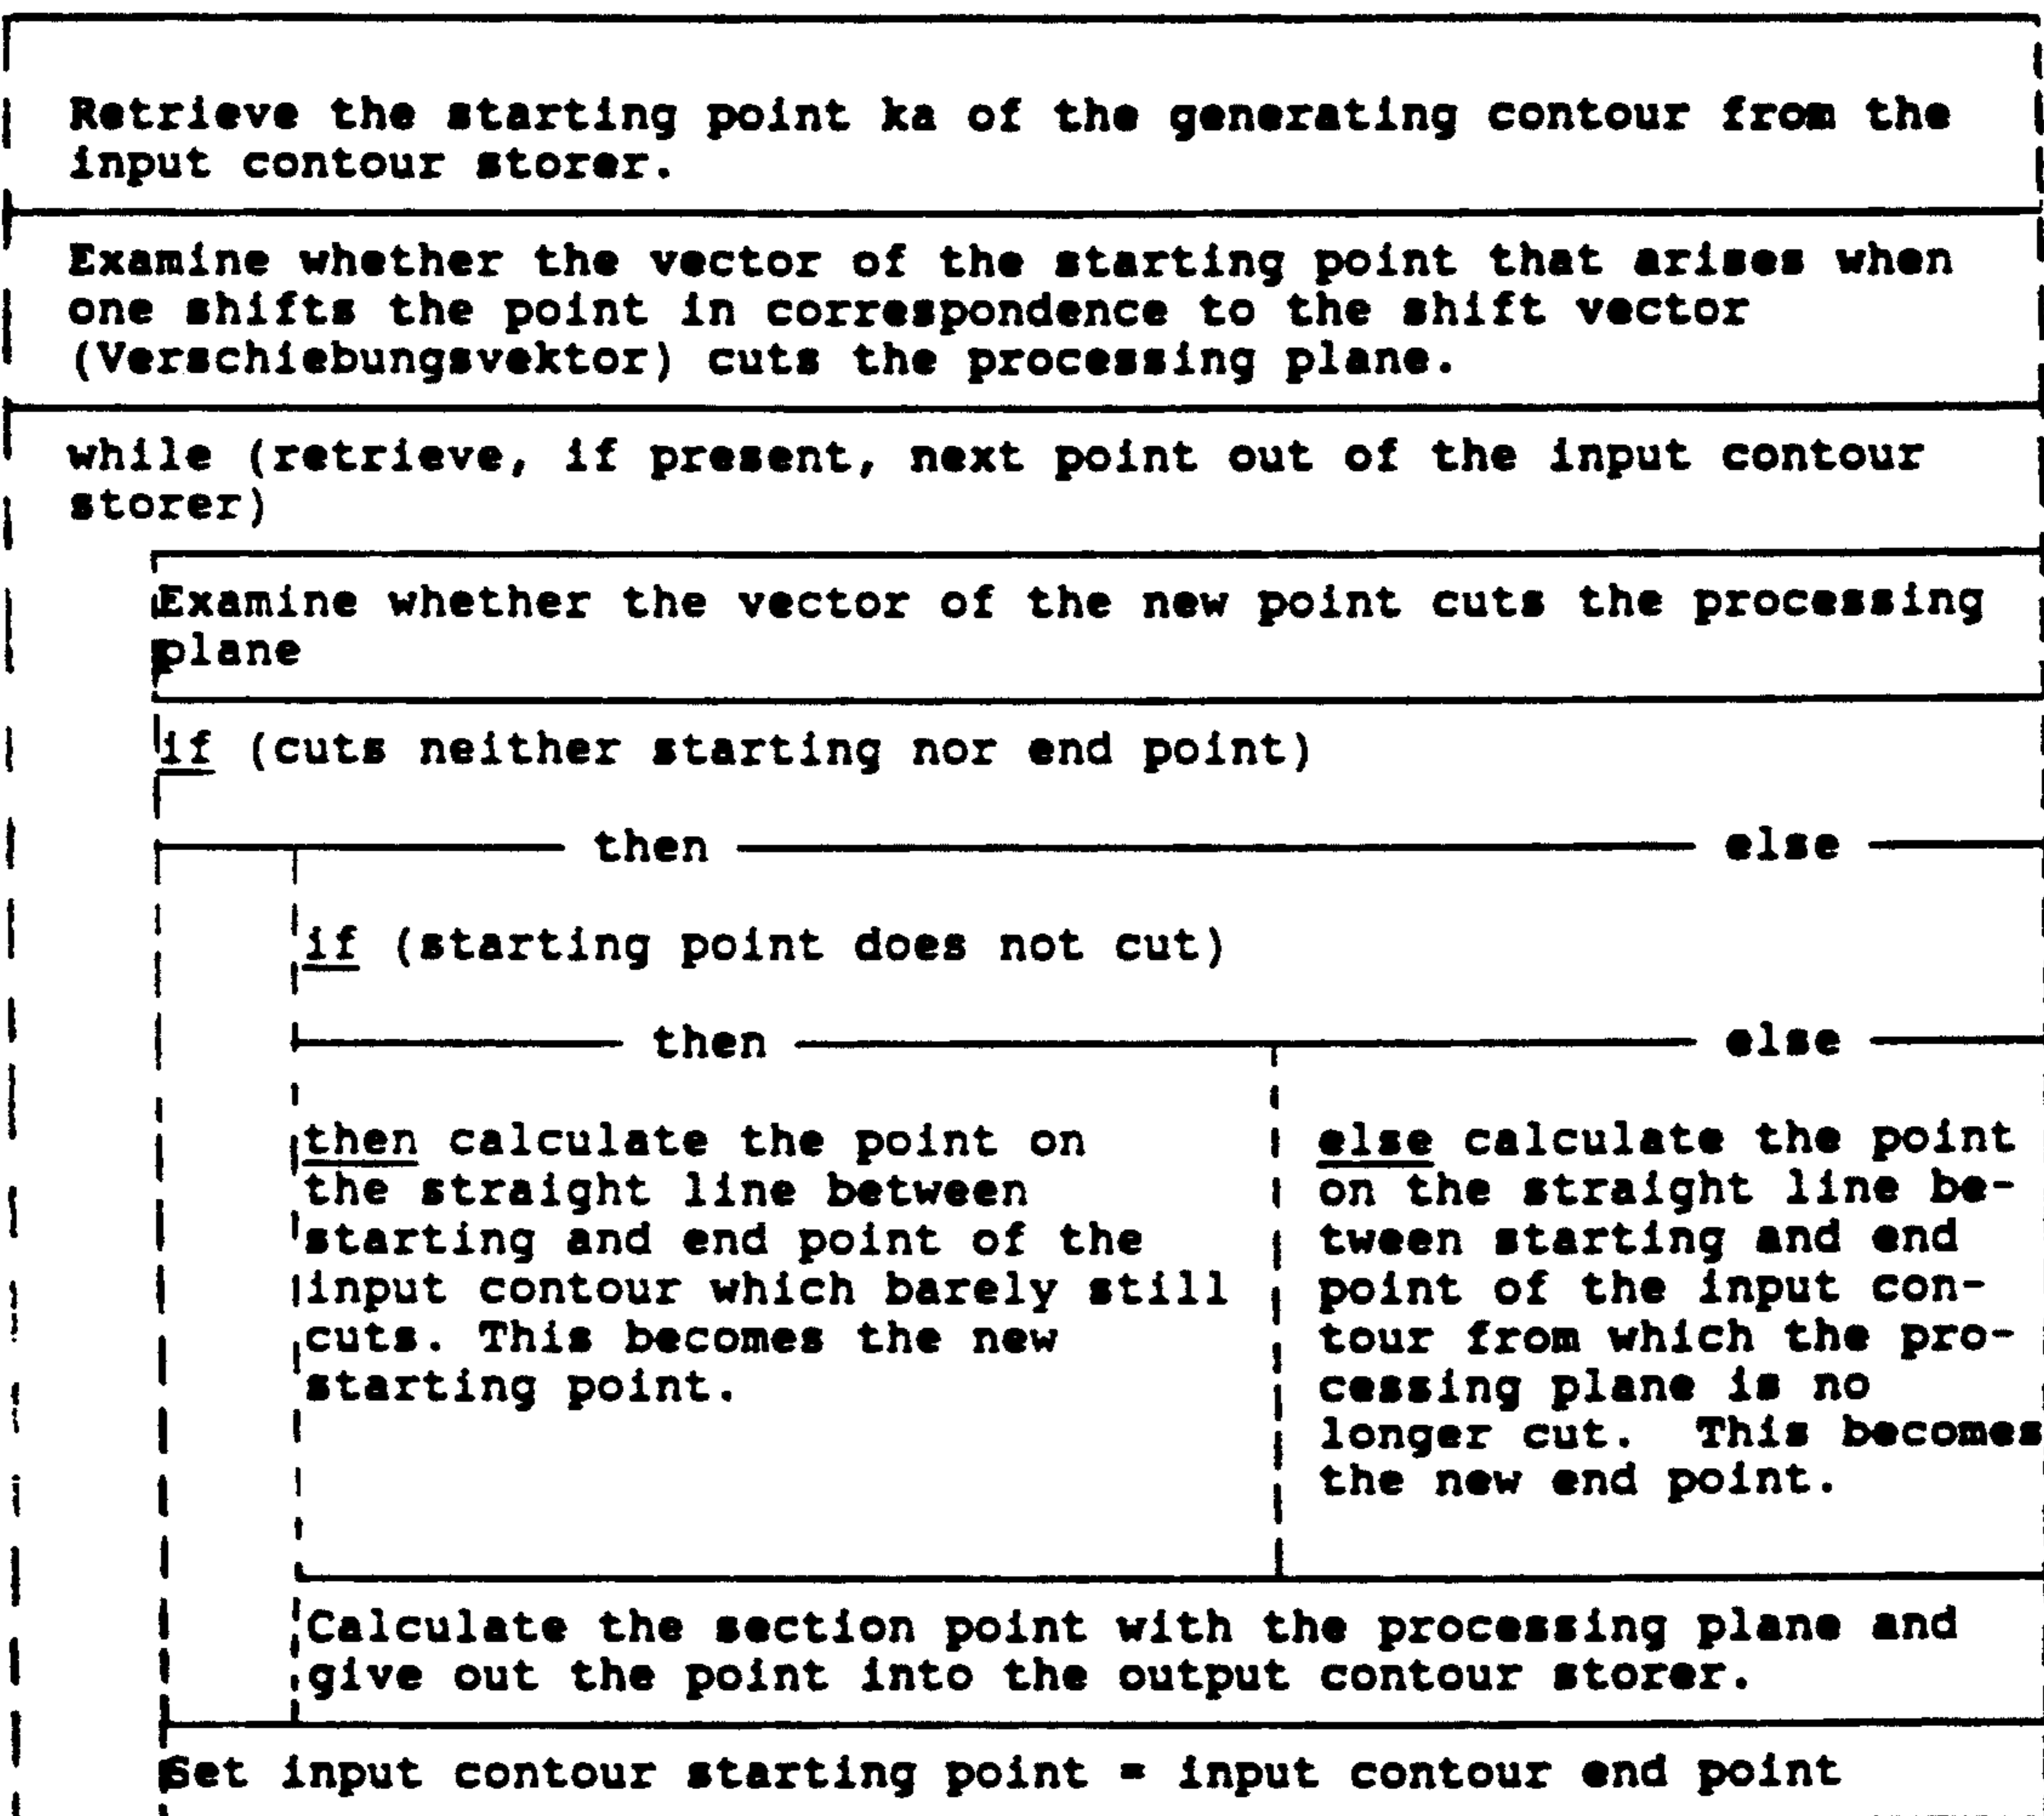 Retrieve the starting point ka of the generating contour from the
input contour storer.
Examine whether the vector of the starting point that arises when
one shifts the point in correspondence to the shift vector
(Verschiebungsvektor) cuts the processing plane.
while (retrieve, if present, next point out of the input contour
storer)
Examine whether the vector of the new point cuts the processing
plane
if (cuts neither starting nor end point)
then else
if (starting point does not cut)
then else
then calculate the point on
the straight line between
starting and end point of the
input contour which barely still
cuts. This becomes the new
starting point.
else calculate the point
on the straight line be-
tween starting and end
point of the input con-
tour from which the pro-
cessing plane is no
longer cut. This becomes
the new end point.
Calculate the section point with the processing plane and
give out the point into the output contour storer.
Set input contour starting point = input contour end point